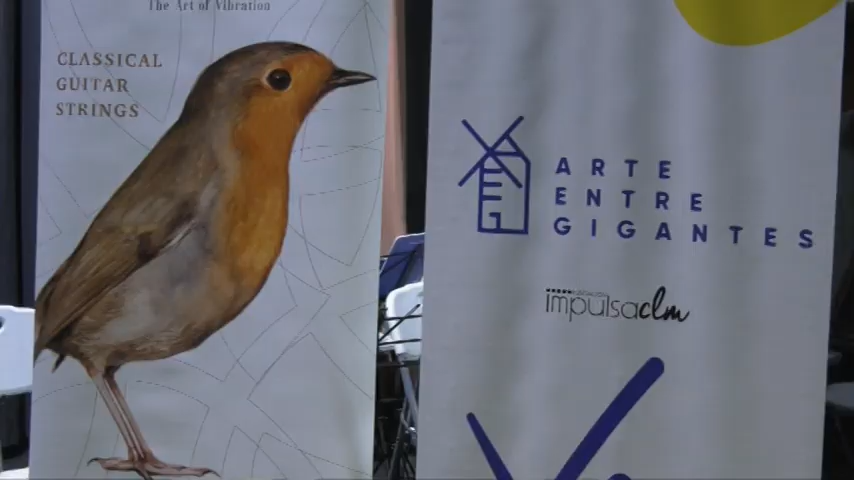 The Art of Vibration
CLASSICAL
GUITAR
STRINGS
ARTE
ENTRE
GIGANTES
impulsaclm